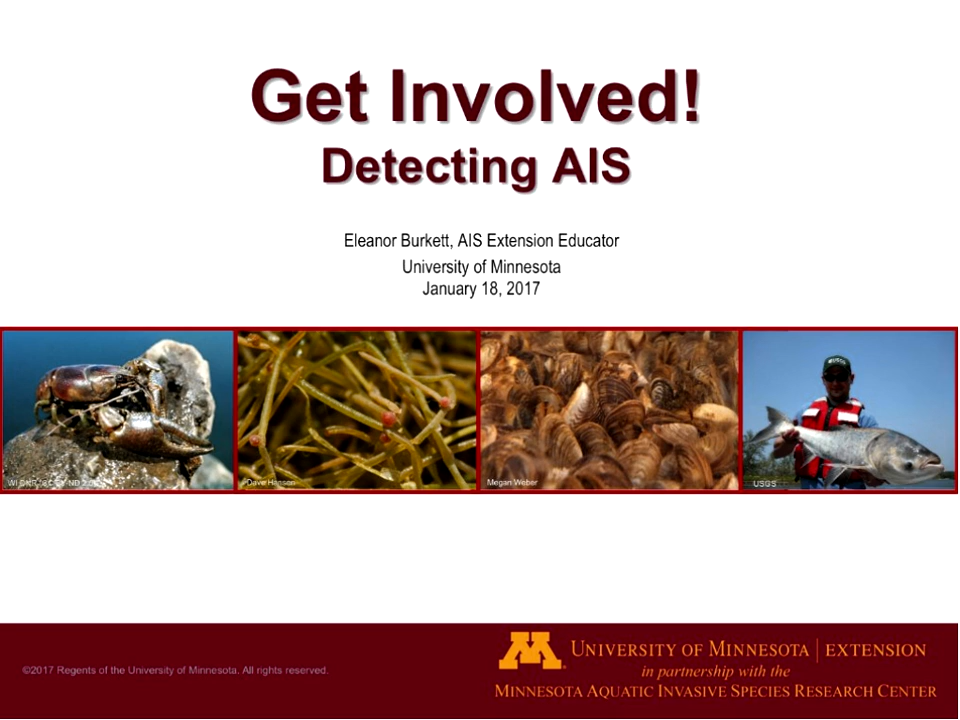 Get Involved!
Detecting AIS
Eleanor Burkett, AIS Extension Educator
University of Minnesota
January 18, 2017
Dave Hansen
Megan Weber
USGS
©2017 Regents of the University of Minnesota. All rights reserved.
UNIVERSITY OF MINNESOTA | EXTENSION
in partnership with the
MINNESOTA AQUATIC INVASIVE SPECIES RESEARCH CENTER